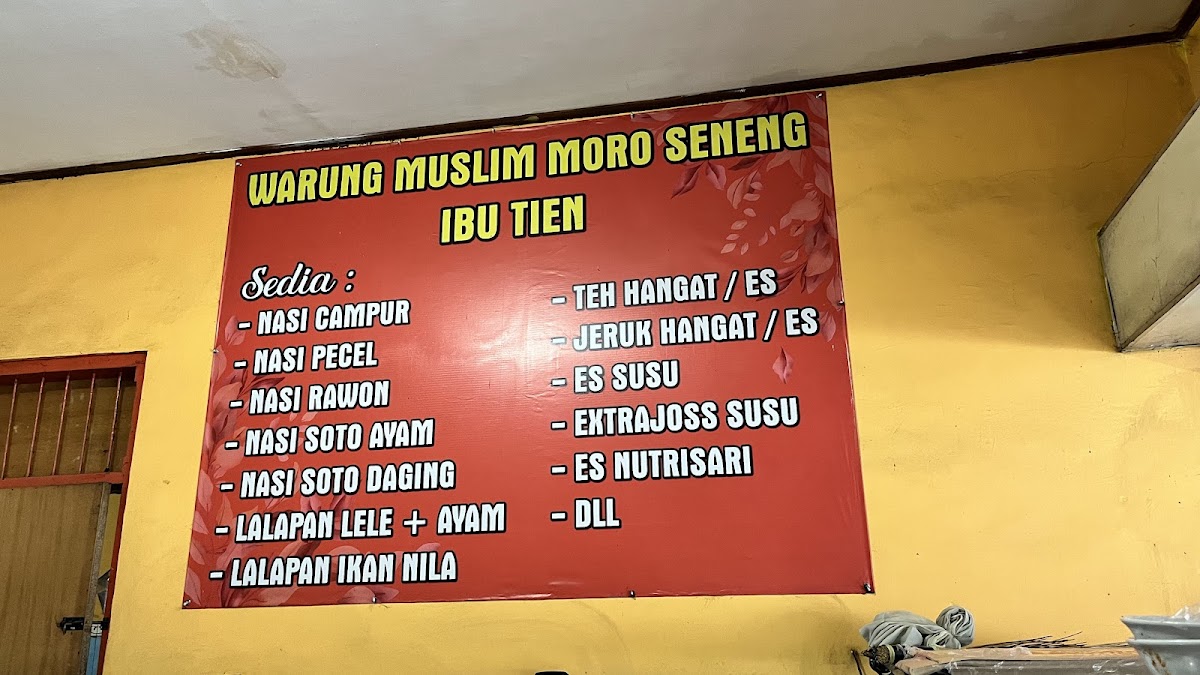 WARUNG MUSLIM MORO SENENG
IBU TIEN
Sedia :
- NASI CAMPUR
- NASI PECEL
- NASI RAWON
- NASI SOTO AYAM
- NASI SOTO DAGING
- LALAPAN LELE + AYAM
- LALAPAN IKAN NILA
- TEH HANGAT / ES
- JERUK HANGAT / ES
- ES SUSU
- EXTRAJOSS SUSU
- ES NUTRISARI
- DLL